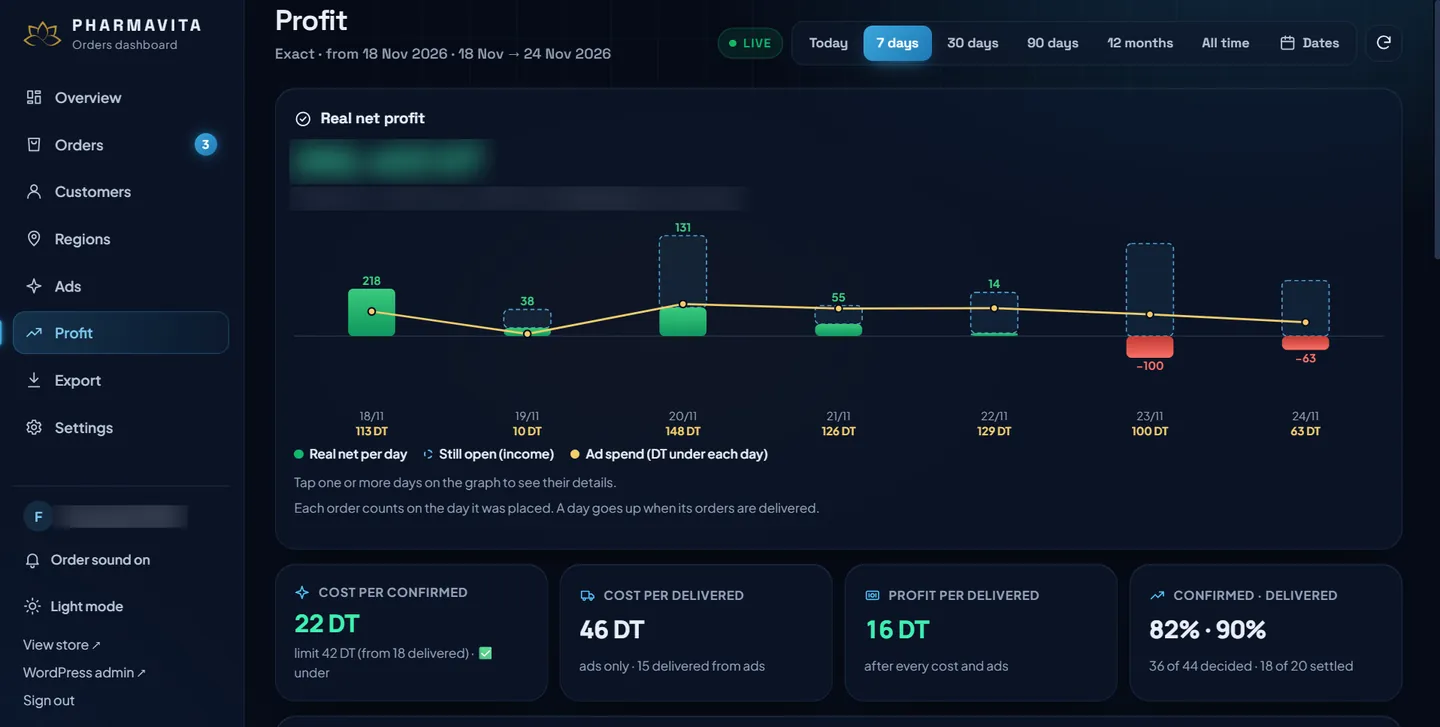 PHARMAVITA
Orders dashboard
Overview
Orders 3
Customers
Regions
Ads
Profit
Export
Settings
F
Order sound on
Light mode
View store ↗
WordPress admin ↗
Sign out
Profit
Exact · from 18 Nov 2026 · 18 Nov → 24 Nov 2026
LIVE
Today 7 days 30 days 90 days 12 months All time Dates
Real net profit
218 38 131 55 14 −100 −63
18/11 19/11 20/11 21/11 22/11 23/11 24/11
113 DT 10 DT 148 DT 126 DT 129 DT 100 DT 63 DT
Real net per day Still open (income) Ad spend (DT under each day)
Tap one or more days on the graph to see their details.
Each order counts on the day it was placed. A day goes up when its orders are delivered.
COST PER CONFIRMED
22 DT
limit 42 DT (from 18 delivered) · ✅
under
COST PER DELIVERED
46 DT
ads only · 15 delivered from ads
PROFIT PER DELIVERED
16 DT
after every cost and ads
CONFIRMED · DELIVERED
82% · 90%
36 of 44 decided · 18 of 20 settled